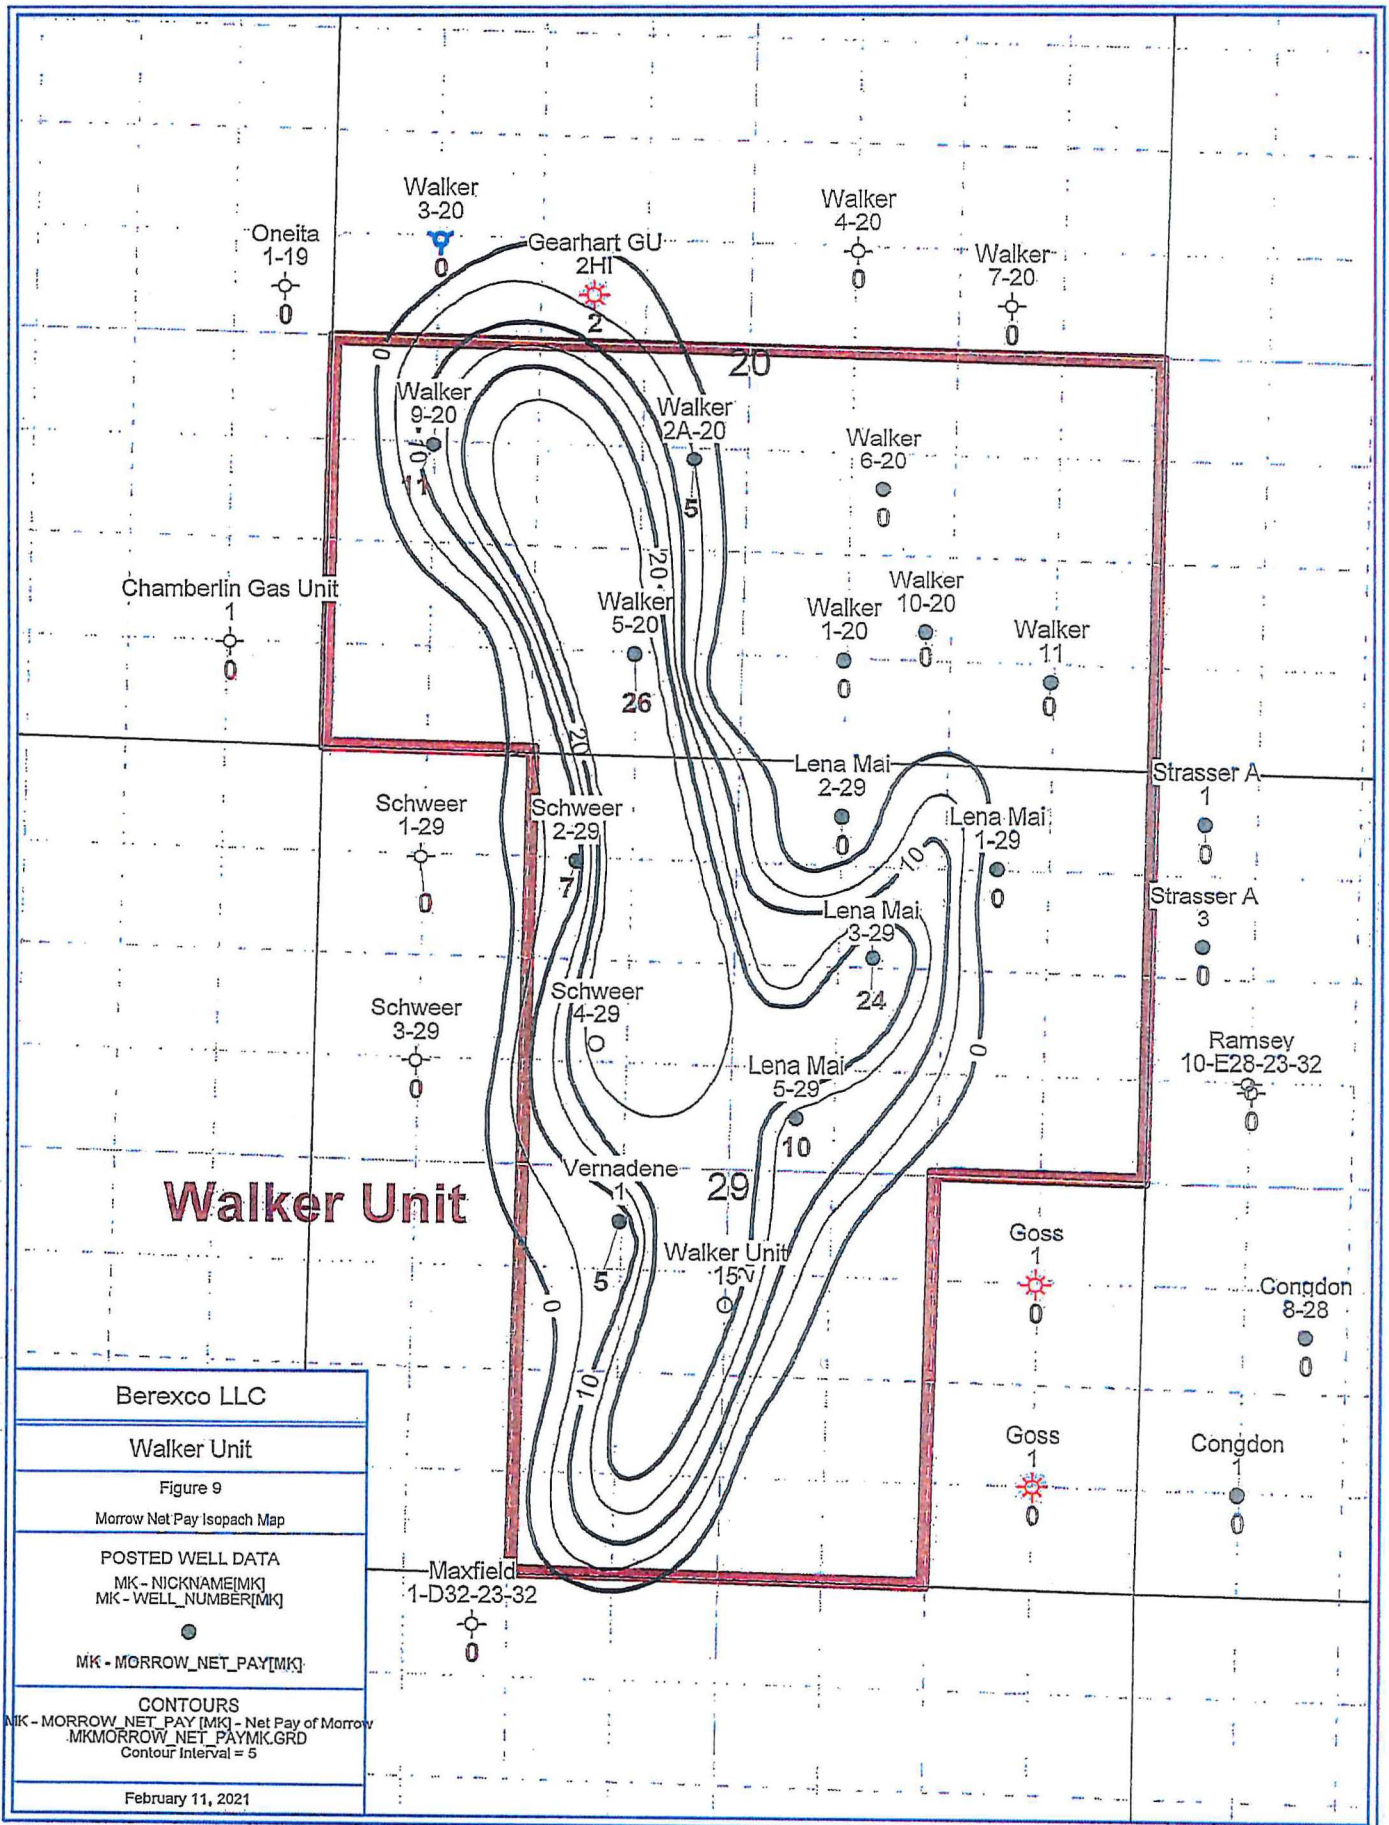 Walker
3-20
0
Oneita
1-19
0
Gearhart GU
2HI
2
Walker
4-20
0
Walker
7-20
0
0
20
Walker
9-20
10
11
Walker
2A-20
5
Walker
6-20
0
20
Chamberlin Gas Unit
1
0
Walker
5-20
26
Walker
1-20
0
Walker
10-20
0
Walker
11
0
20
Lena Mai
2-29
0
Strasser A
1
0
Schweer
1-29
0
Schweer
2-29
7
Lena Mai
1-29
0
10
Lena Mai
3-29
24
Strasser A
3
0
Schweer
3-29
0
Schweer
4-29
0
Lena Mai
5-29
10
Ramsey
10-E28-23-32
0
Vernadene
1
5
29
Walker Unit
Walker Unit
0
Goss
1
0
Congdon
8-28
0
10
Goss
1
0
Congdon
1
0
Maxfield
1-D32-23-32
0
Berexco LLC
Walker Unit
Figure 9
Morrow Net Pay Isopach Map
POSTED WELL DATA
MK - NICKNAME[MK]
MK - WELL_NUMBER[MK]
MK - MORROW_NET_PAY[MK]
CONTOURS
MK - MORROW_NET_PAY [MK] - Net Pay of Morrow
MKMORROW_NET_PAYMK.GRD
Contour Interval = 5
February 11, 2021